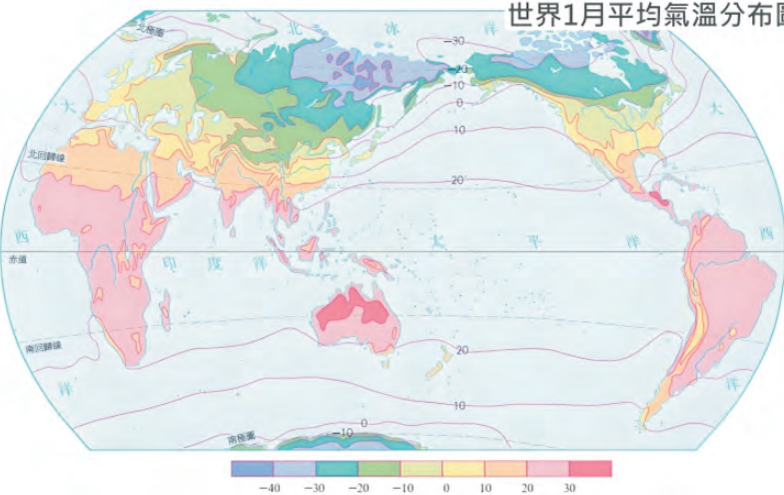 世界1月平均氣溫分布圖
北極圈
北 冰 洋
-30
-20
-10
0
10
20
大
西
洋
大
西
洋
北回歸線
赤道
印 度 洋
太 平 洋
南回歸線
20
10
0
-10
南極圈
-40 -30 -20 -10 0 10 20 30